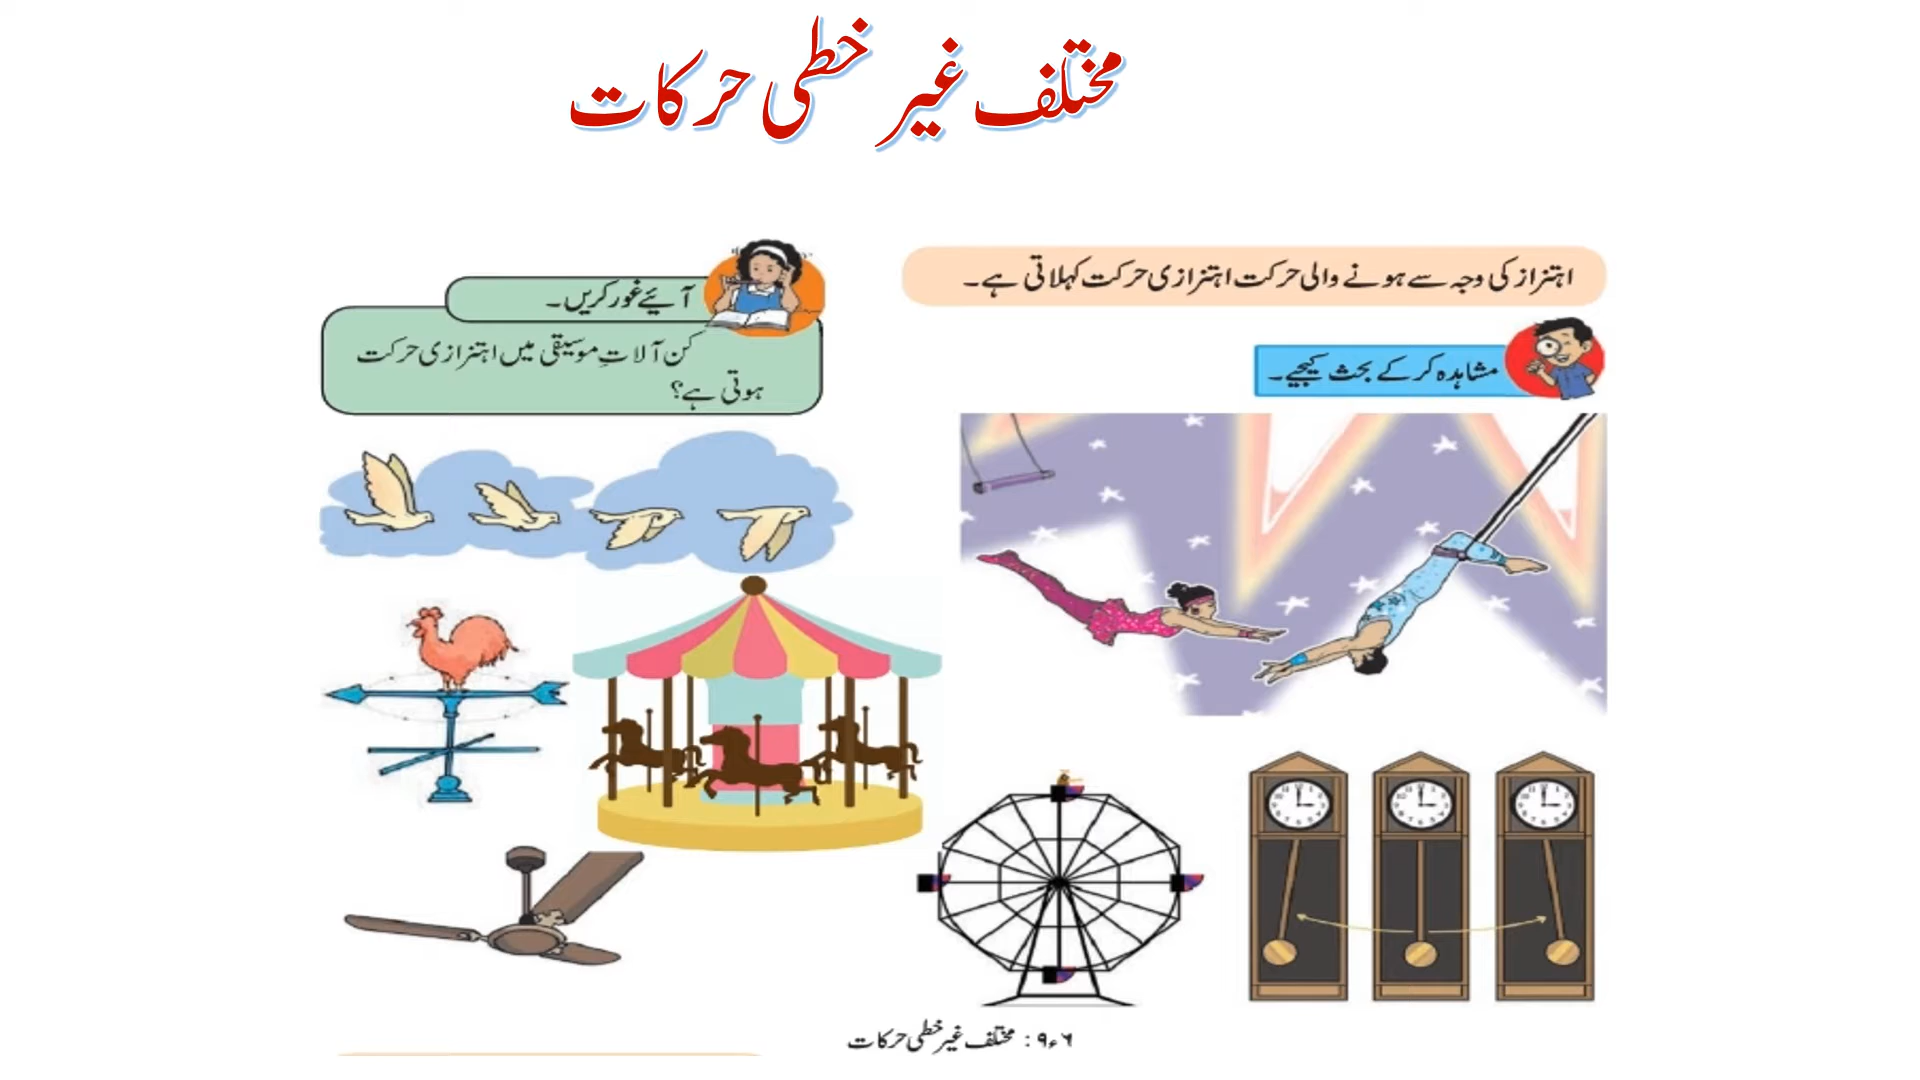 مختلف غیر خطی حرکات
اہتزاز کی وجہ سے ہونے والی حرکت اہتزازی حرکت کہلاتی ہے۔
مشاہدہ کر کے بحث کیجیے۔
آیئے غور کریں۔
کن آلاتِ موسیقی میں اہتزازی حرکت
ہوتی ہے؟
۹ء۶ : مختلف غیر خطی حرکات